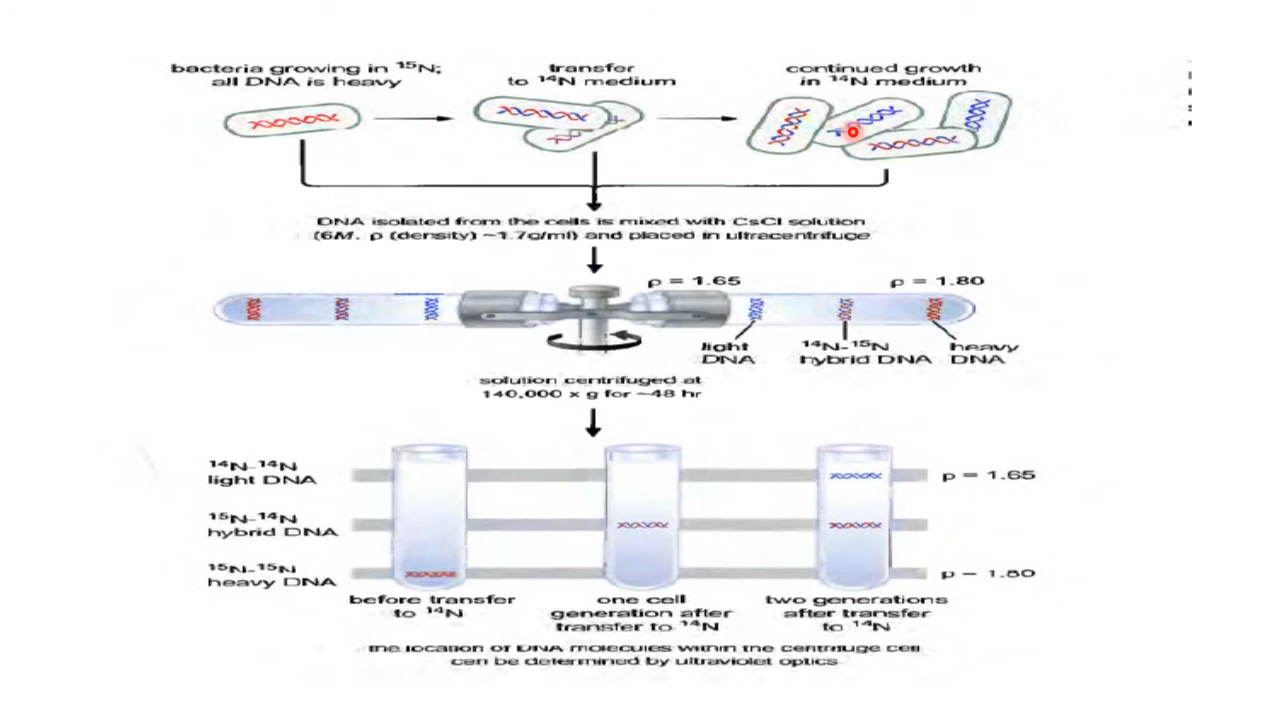 bacteria growing in ¹⁵N;
all DNA is heavy
transfer
to ¹⁴N medium
continued growth
in ¹⁴N medium
DNA isolated from the cells is mixed with CsCl solution
(6M. ρ (density) ~1.7g/ml) and placed in ultracentrifuge
ρ = 1.65
ρ = 1.80
light
DNA
¹⁴N-¹⁵N
hybrid DNA
heavy
DNA
solution centrifuged at
140,000 x g for ~48 hr
¹⁴N-¹⁴N
light DNA
ρ = 1.65
¹⁵N-¹⁴N
hybrid DNA
¹⁵N-¹⁵N
heavy DNA
ρ = 1.80
before transfer
to ¹⁴N
one cell
generation after
transfer to ¹⁴N
two generations
after transfer
to ¹⁴N
the location of DNA molecules within the centrifuge cell
can be determined by ultraviolet optics